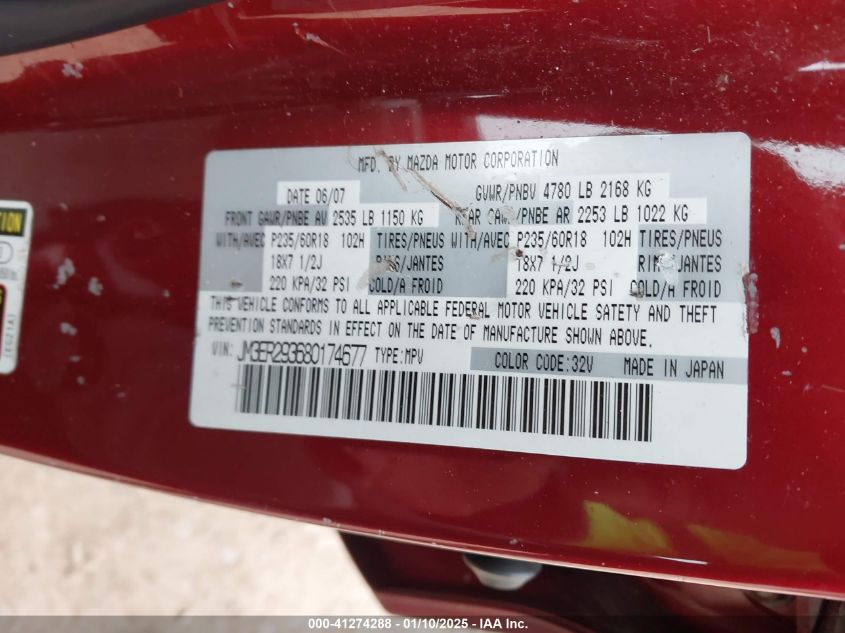 MFD. BY MAZDA MOTOR CORPORATION
DATE 06/07 GVWR/PNBV 4780 LB 2168 KG
FRONT GAWR/PNBE AV 2535 LB 1150 KG REAR GAWR/PNBE AR 2253 LB 1022 KG
WITH/AVEC P235/60R18 102H TIRES/PNEUS WITH/AVEC P235/60R18 102H TIRES/PNEUS
18X7 1/2J RIMS/JANTES 18X7 1/2J RIMS/JANTES
220 KPA/32 PSI COLD/A FROID 220 KPA/32 PSI COLD/A FROID
THIS VEHICLE CONFORMS TO ALL APPLICABLE FEDERAL MOTOR VEHICLE SAFETY AND THEFT
PREVENTION STANDARDS IN EFFECT ON THE DATE OF MANUFACTURE SHOWN ABOVE.
VIN: JM3ER293680174677 TYPE:MPV COLOR CODE:32V MADE IN JAPAN
(EG21A)
000-41274288 - 01/10/2025 - IAA Inc.